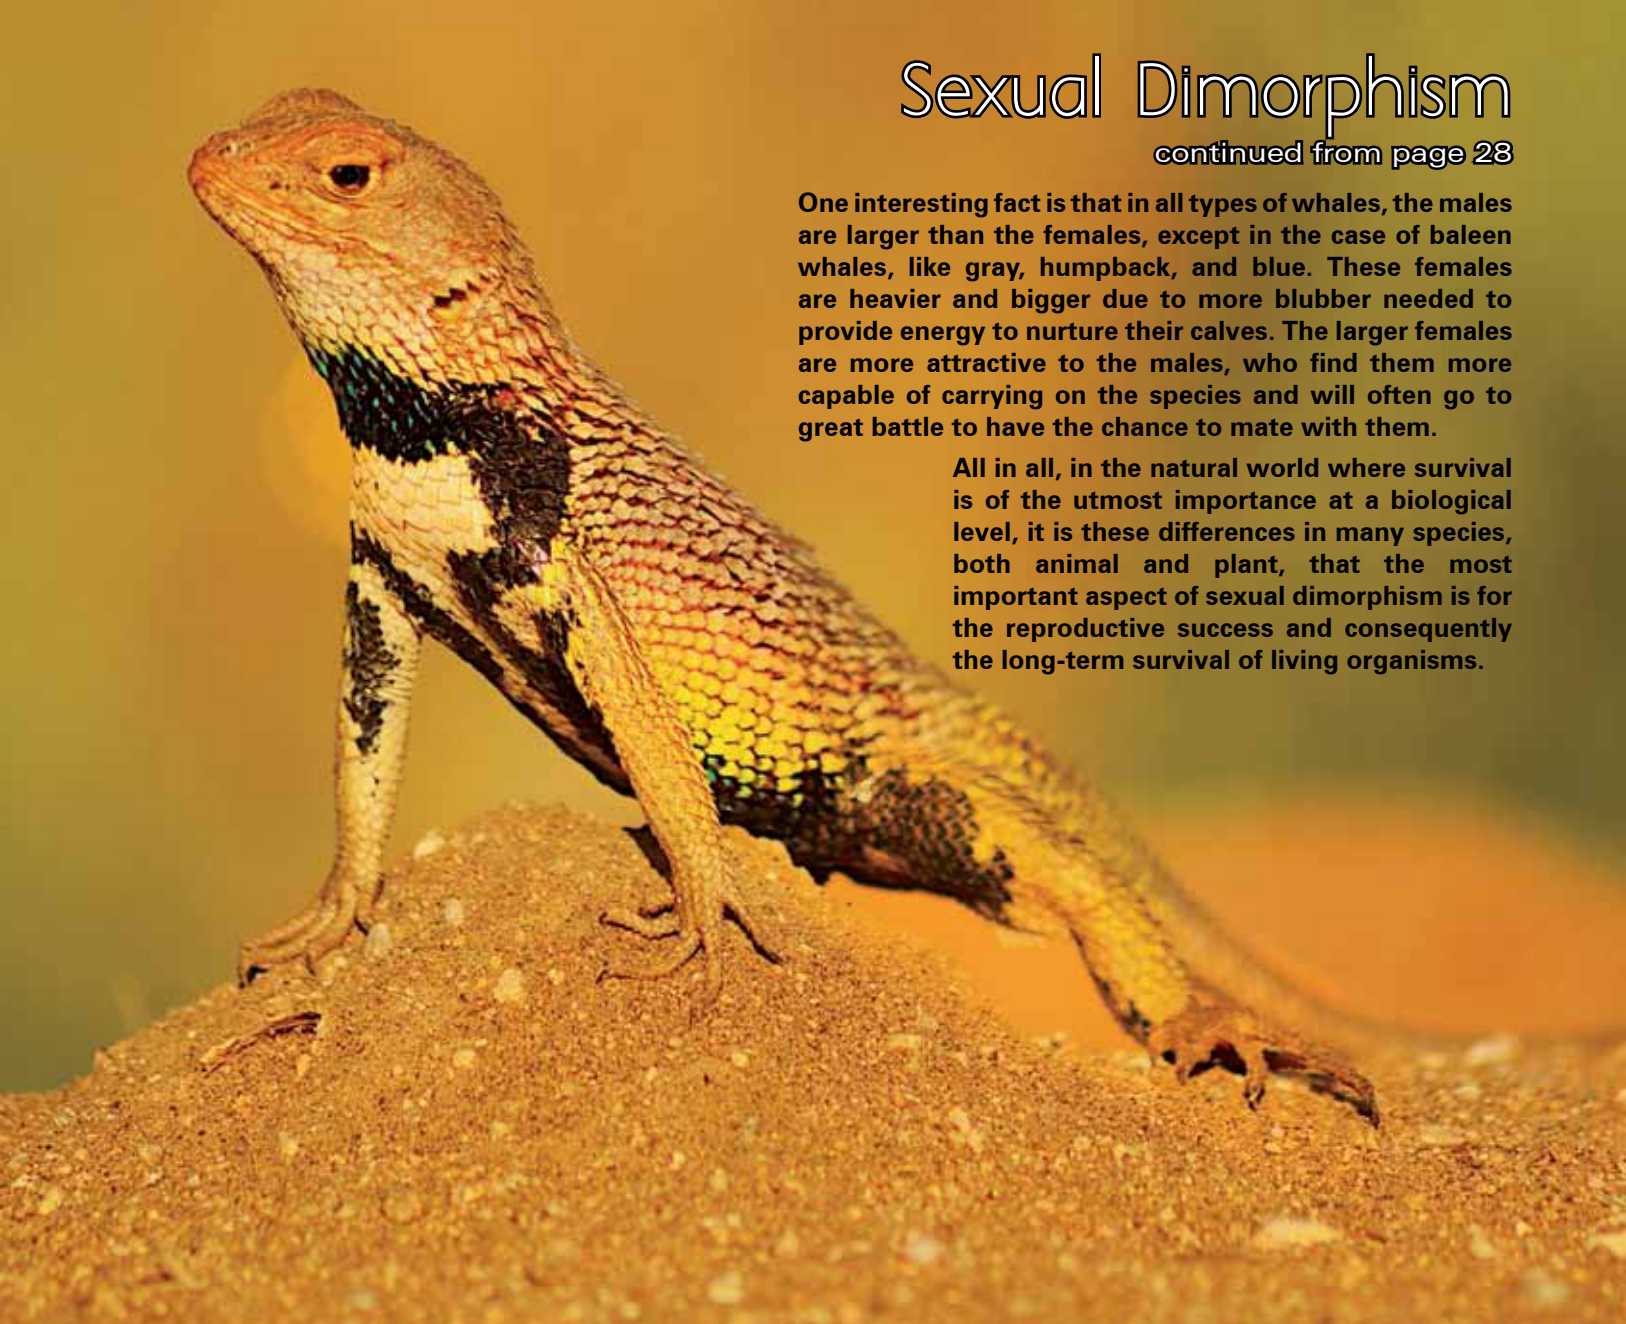 Sexual Dimorphism
continued from page 28
One interesting fact is that in all types of whales, the males
are larger than the females, except in the case of baleen
whales, like gray, humpback, and blue. These females
are heavier and bigger due to more blubber needed to
provide energy to nurture their calves. The larger females
are more attractive to the males, who find them more
capable of carrying on the species and will often go to
great battle to have the chance to mate with them.
All in all, in the natural world where survival
is of the utmost importance at a biological
level, it is these differences in many species,
both animal and plant, that the most
important aspect of sexual dimorphism is for
the reproductive success and consequently
the long-term survival of living organisms.